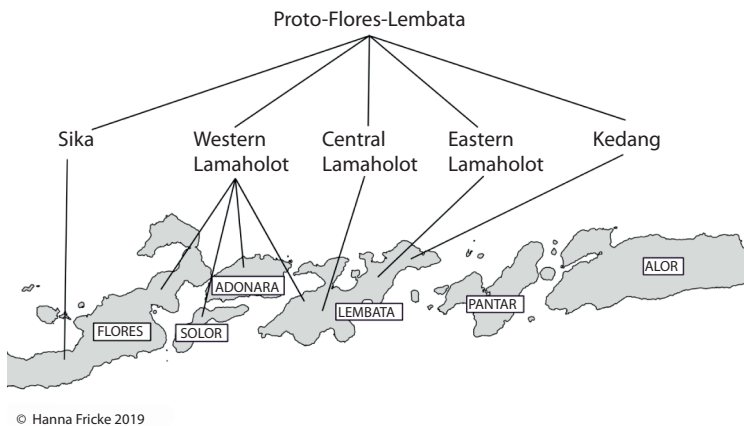 Proto-Flores-Lembata
Sika
Western
Lamaholot
Central
Lamaholot
Eastern
Lamaholot
Kedang
ALOR
ADONARA
PANTAR
LEMBATA
FLORES
SOLOR
© Hanna Fricke 2019